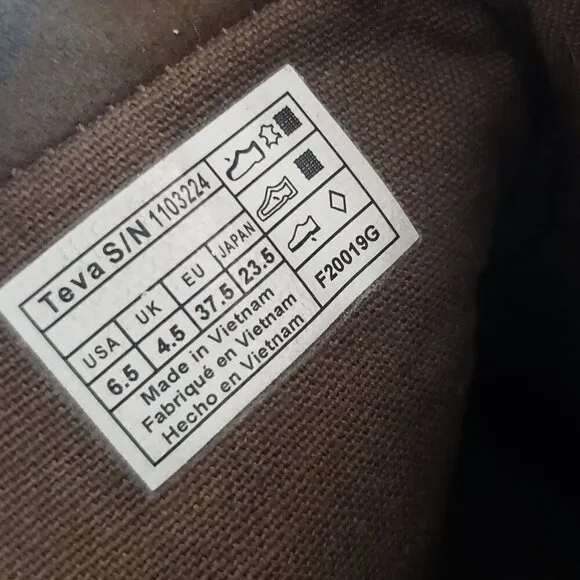 Teva S/N 1103224
USA UK EU JAPAN
6.5 4.5 37.5 23.5
Made in Vietnam
Fabriqué en Vietnam
Hecho en Vietnam
F20019G